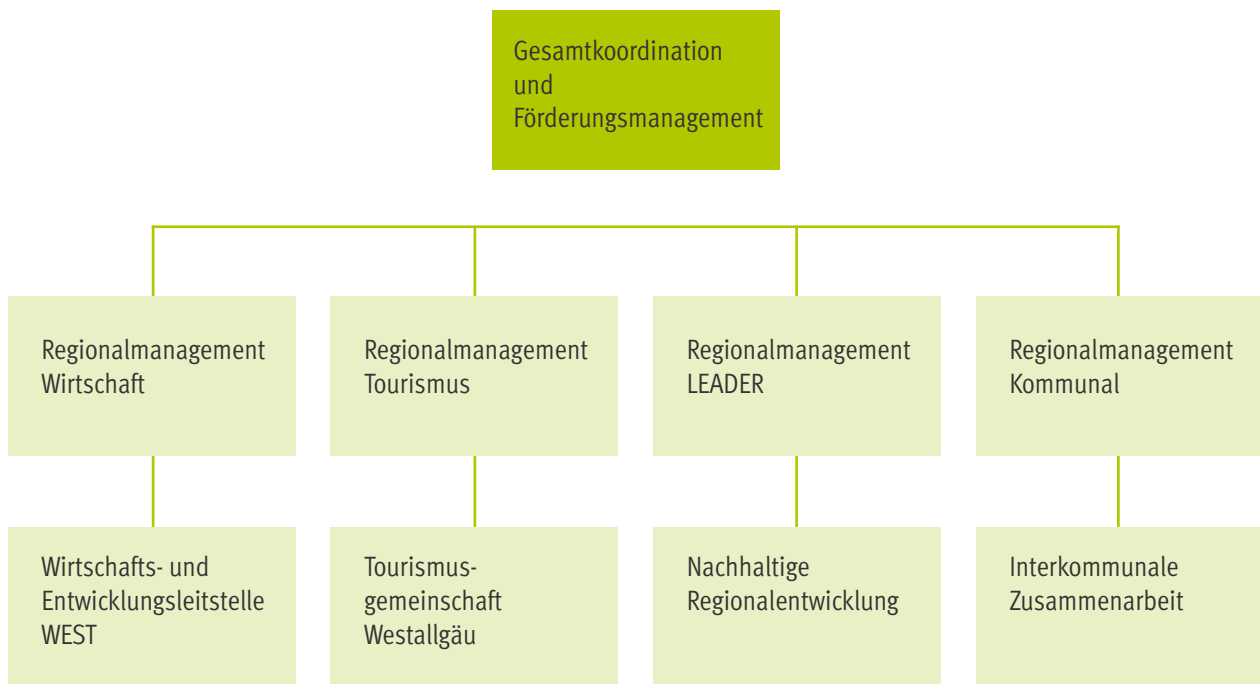 Gesamtkoordination
und
Förderungsmanagement
Regionalmanagement
Wirtschaft
Regionalmanagement
Tourismus
Regionalmanagement
LEADER
Regionalmanagement
Kommunal
Wirtschafts- und
Entwicklungsleitstelle
WEST
Tourismus-
gemeinschaft
Westallgäu
Nachhaltige
Regionalentwicklung
Interkommunale
Zusammenarbeit